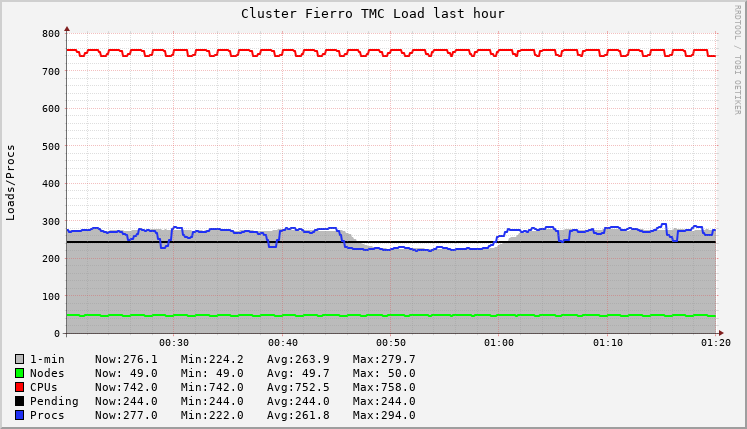 Cluster Fierro TMC Load last hour
RRDTOOL / TOBI OETIKER
Loads/Procs
800
700
600
500
400
300
200
100
0
00:30 00:40 00:50 01:00 01:10 01:20
1-min Now:276.1 Min:224.2 Avg:263.9 Max:279.7
Nodes Now: 49.0 Min: 49.0 Avg: 49.7 Max: 50.0
CPUs Now:742.0 Min:742.0 Avg:752.5 Max:758.0
Pending Now:244.0 Min:244.0 Avg:244.0 Max:244.0
Procs Now:277.0 Min:222.0 Avg:261.8 Max:294.0